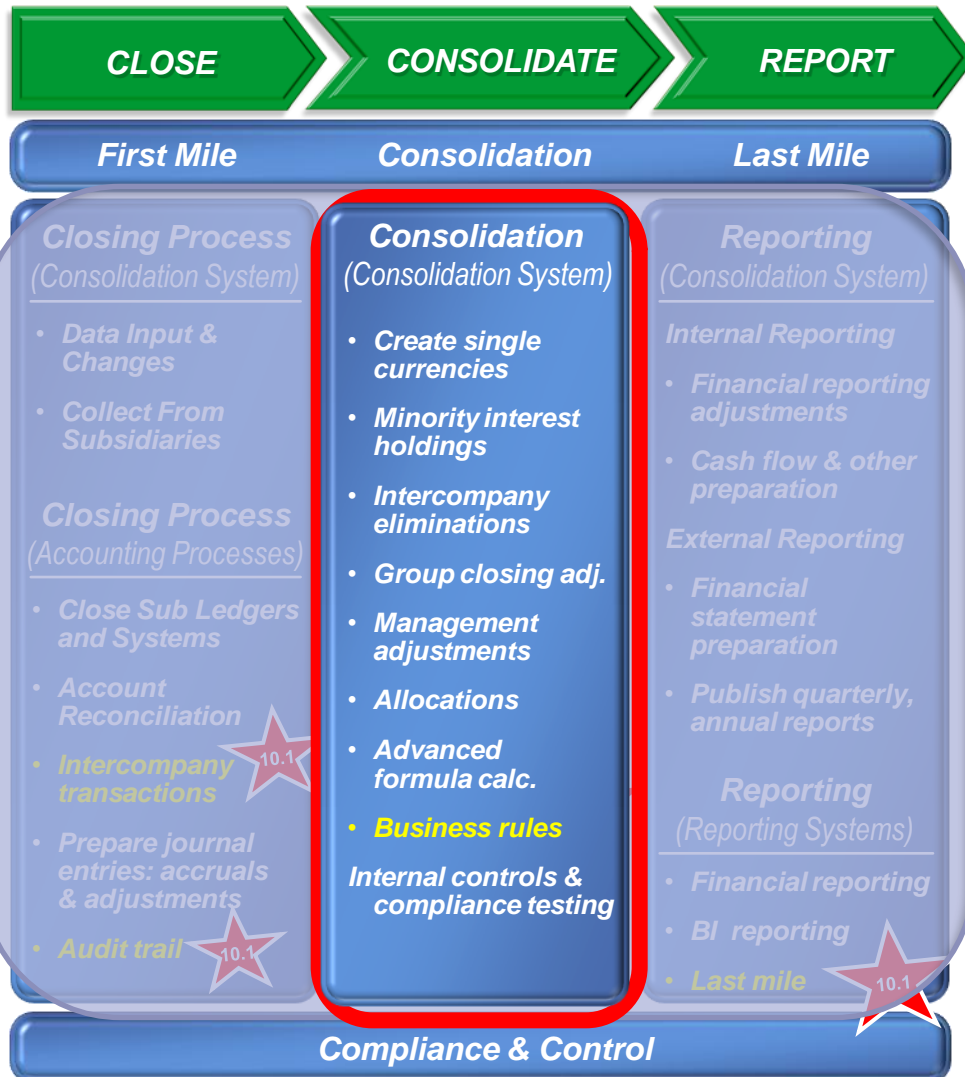 CLOSE
CONSOLIDATE
REPORT
First Mile
Consolidation
Last Mile
Closing Process
(Consolidation System)
• Data Input &
Changes
• Collect From
Subsidiaries
Closing Process
(Accounting Processes)
• Close Sub Ledgers
and Systems
• Account
Reconciliation
• Intercompany
transactions
10.1
• Prepare journal
entries: accruals
& adjustments
• Audit trail
10.1
Consolidation
(Consolidation System)
• Create single
currencies
• Minority interest
holdings
• Intercompany
eliminations
• Group closing adj.
• Management
adjustments
• Allocations
• Advanced
formula calc.
• Business rules
Internal controls &
compliance testing
Reporting
(Consolidation System)
Internal Reporting
• Financial reporting
adjustments
• Cash flow & other
preparation
External Reporting
• Financial
statement
preparation
• Publish quarterly,
annual reports
Reporting
(Reporting Systems)
• Financial reporting
• BI reporting
• Last mile
10.1
Compliance & Control